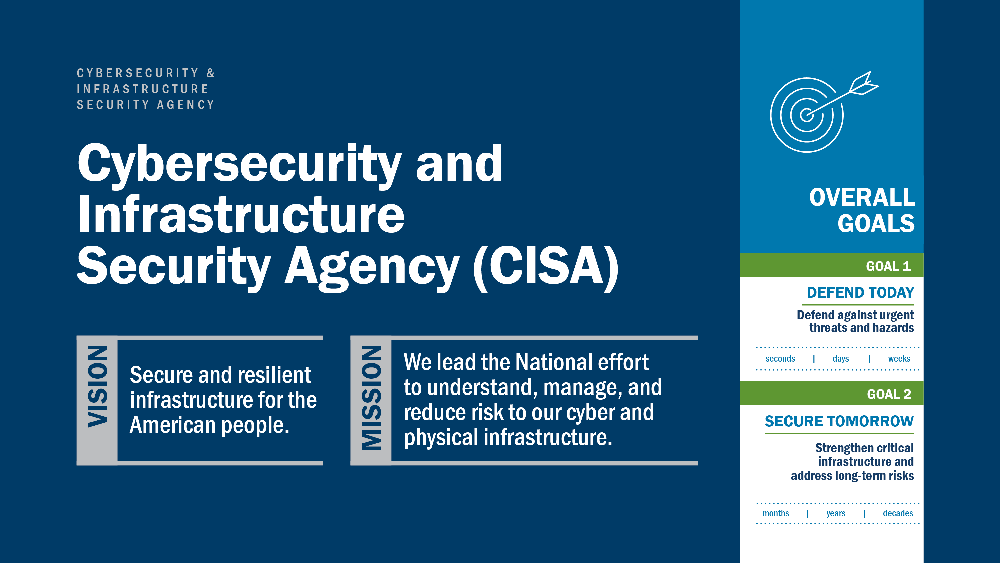 CYBERSECURITY &
INFRASTRUCTURE
SECURITY AGENCY
Cybersecurity and
Infrastructure
Security Agency (CISA)
VISION
Secure and resilient
infrastructure for the
American people.
MISSION
We lead the National effort
to understand, manage, and
reduce risk to our cyber and
physical infrastructure.
OVERALL
GOALS
GOAL 1
DEFEND TODAY
Defend against urgent
threats and hazards
seconds | days | weeks
GOAL 2
SECURE TOMORROW
Strengthen critical
infrastructure and
address long-term risks
months | years | decades